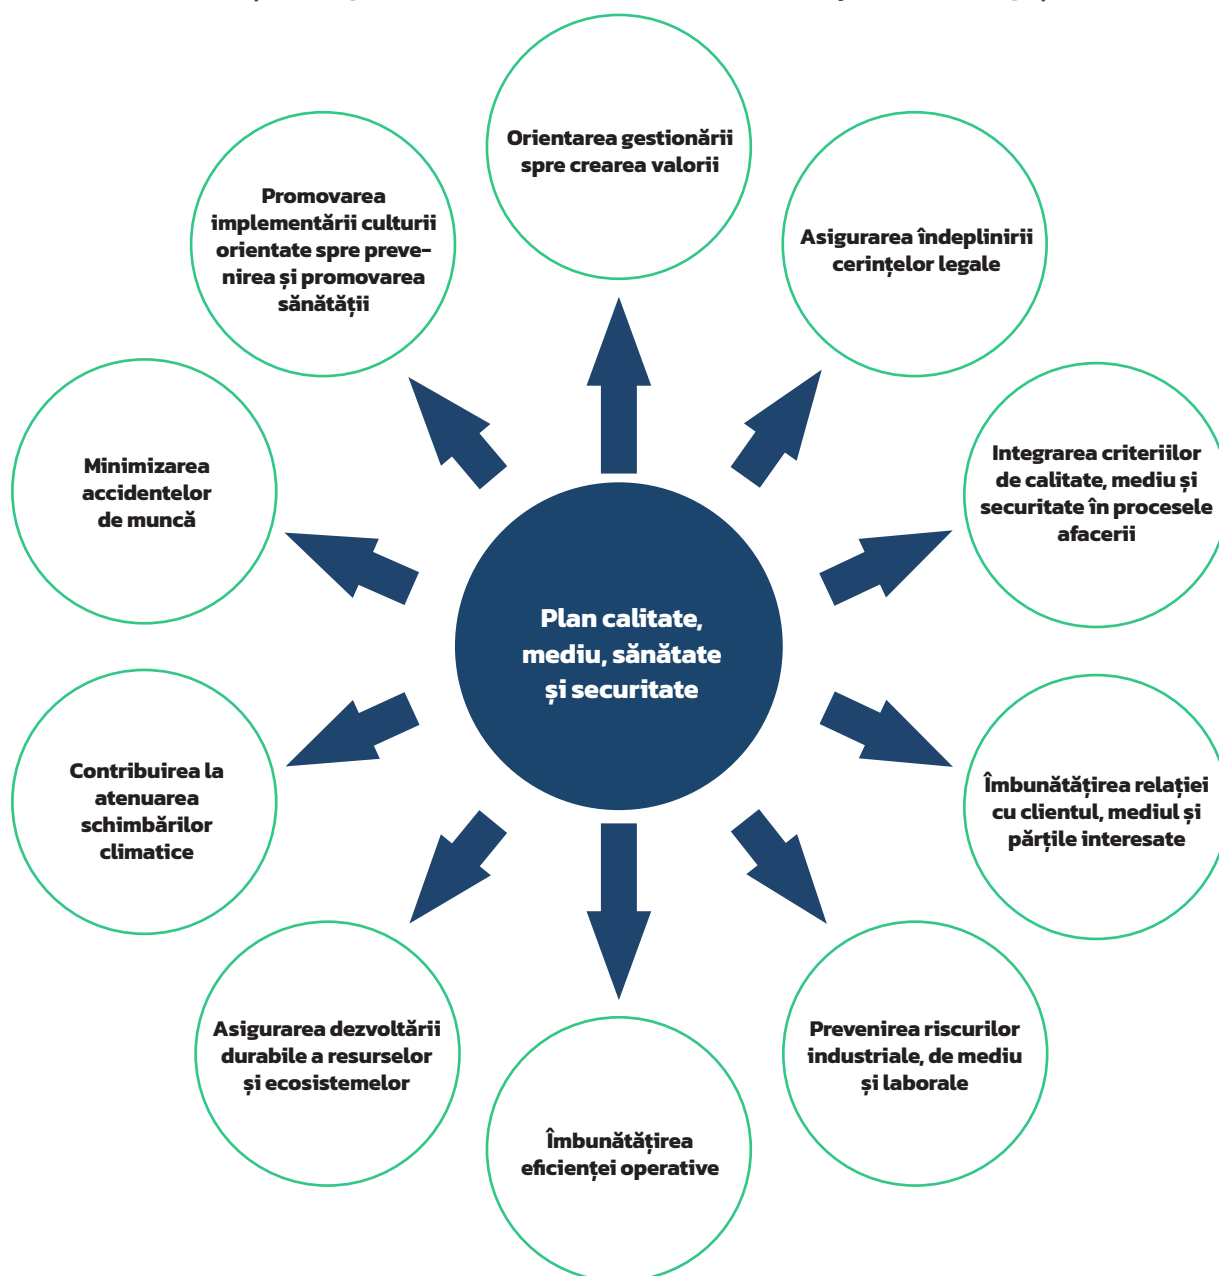 Orientarea gestionării
spre crearea valorii
Asigurarea îndeplinirii
cerințelor legale
Integrarea criteriilor
de calitate, mediu și
securitate în procesele
afacerii
Îmbunătățirea relației
cu clientul, mediul și
părțile interesate
Prevenirea riscurilor
industriale, de mediu
și laborale
Îmbunătățirea
eficienței operative
Asigurarea dezvoltării
durabile a resurselor
și ecosistemelor
Contribuirea la
atenuarea
schimbărilor
climatice
Minimizarea
accidentelor
de muncă
Promovarea
implementării culturii
orientate spre preve-
nirea și promovarea
sănătății
Plan calitate,
mediu, sănătate
și securitate